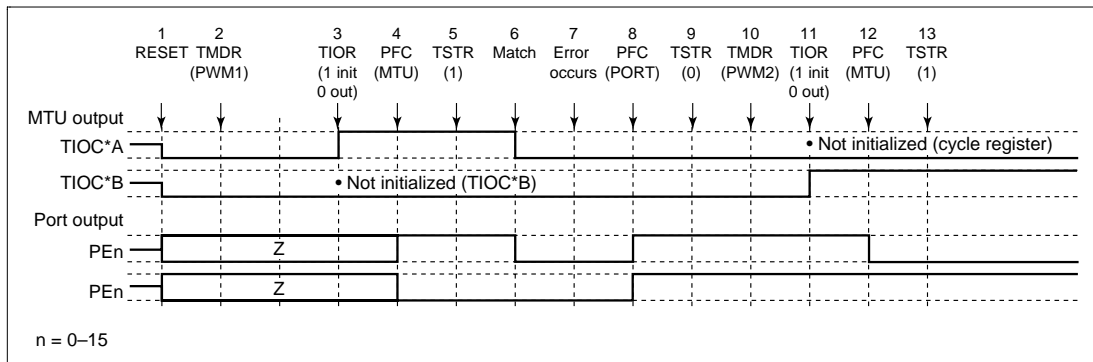 1 2 3 4 5 6 7 8 9 10 11 12 13
RESET TMDR TIOR PFC TSTR Match Error PFC TSTR TMDR TIOR PFC TSTR
(PWM1) (1 init (MTU) (1) occurs (PORT) (0) (PWM2) (1 init (MTU) (1)
0 out) 0 out)
MTU output
TIOC*A • Not initialized (cycle register)
TIOC*B • Not initialized (TIOC*B)
Port output
PEn Z
PEn Z
n = 0–15